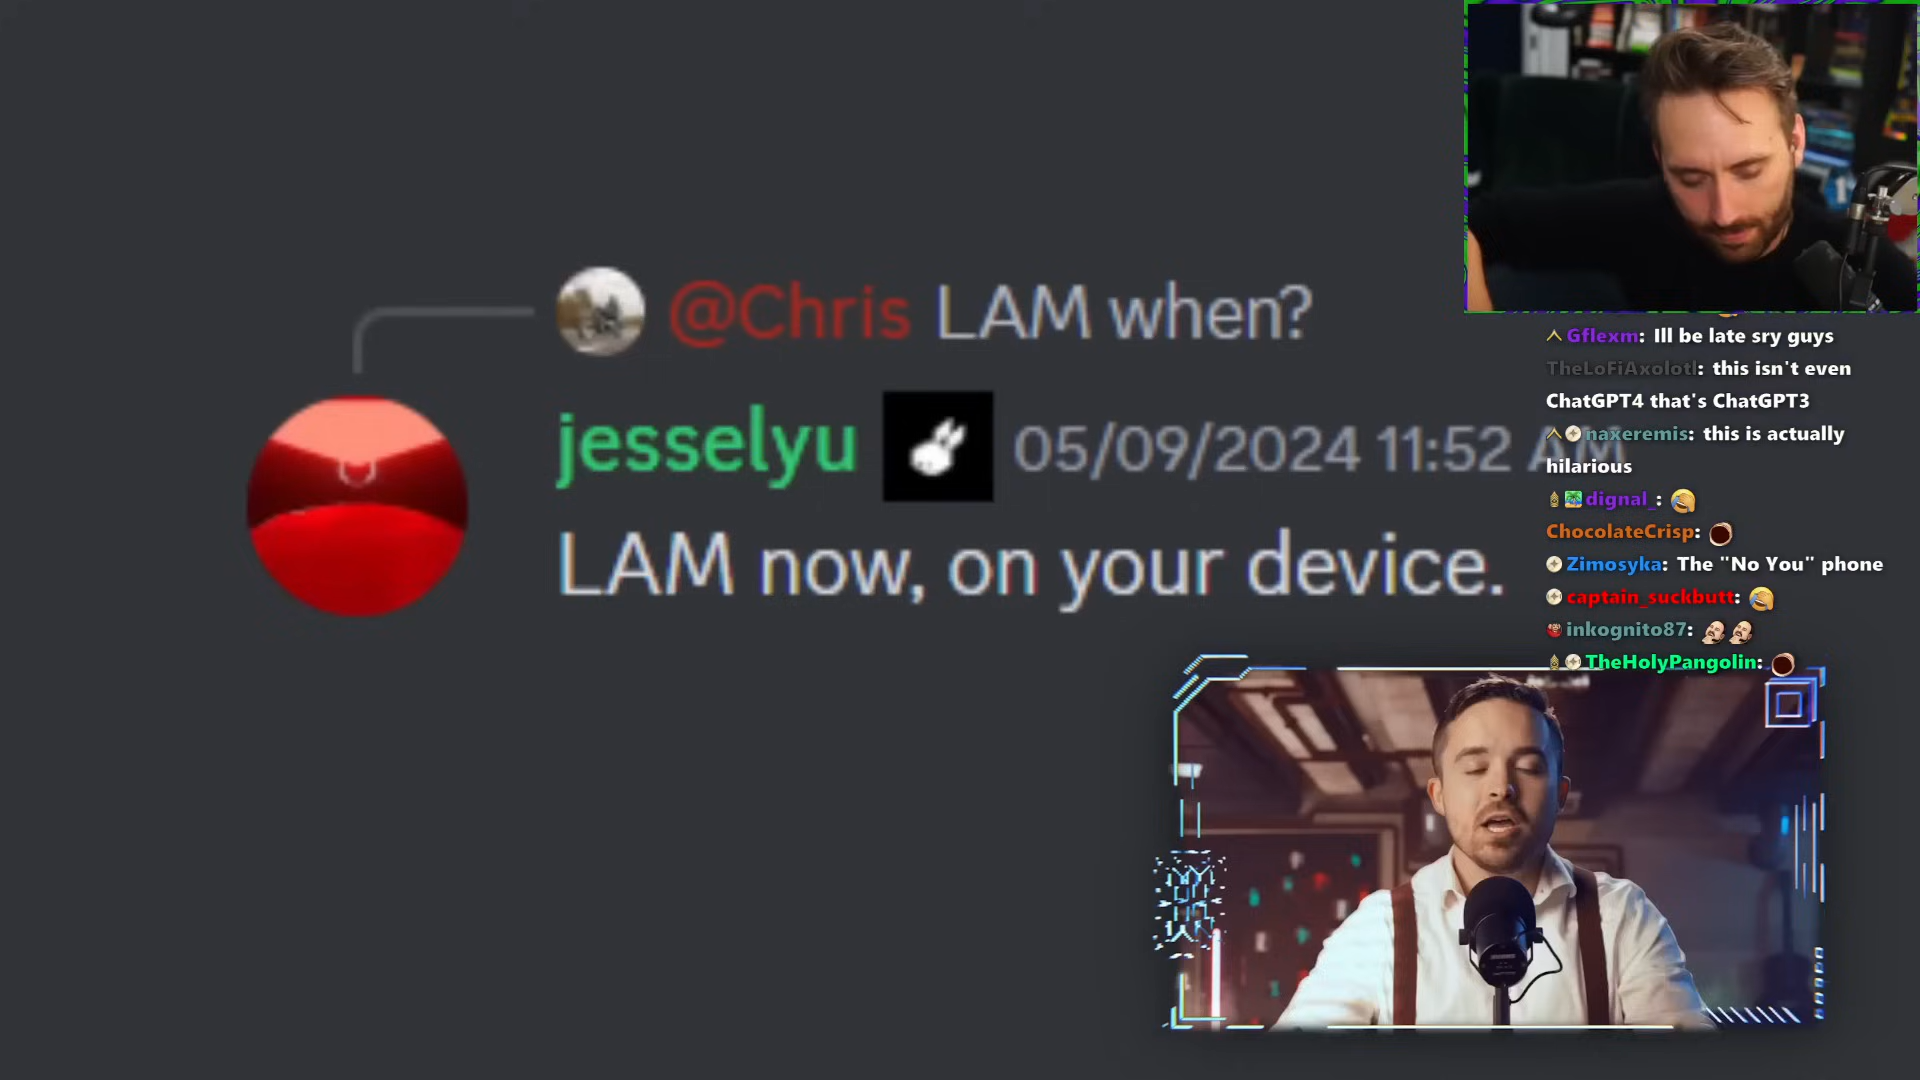 @Chris LAM when?
jesselyu 05/09/2024 11:52 AM
LAM now, on your device.
Gflexm: Ill be late sry guys
TheLoFiAxolotl: this isn't even
ChatGPT4 that's ChatGPT3
naxeremis: this is actually
hilarious
dignal_:
ChocolateCrisp:
Zimosyka: The "No You" phone
captain_suckbutt:
inkognito87:
TheHolyPangolin: